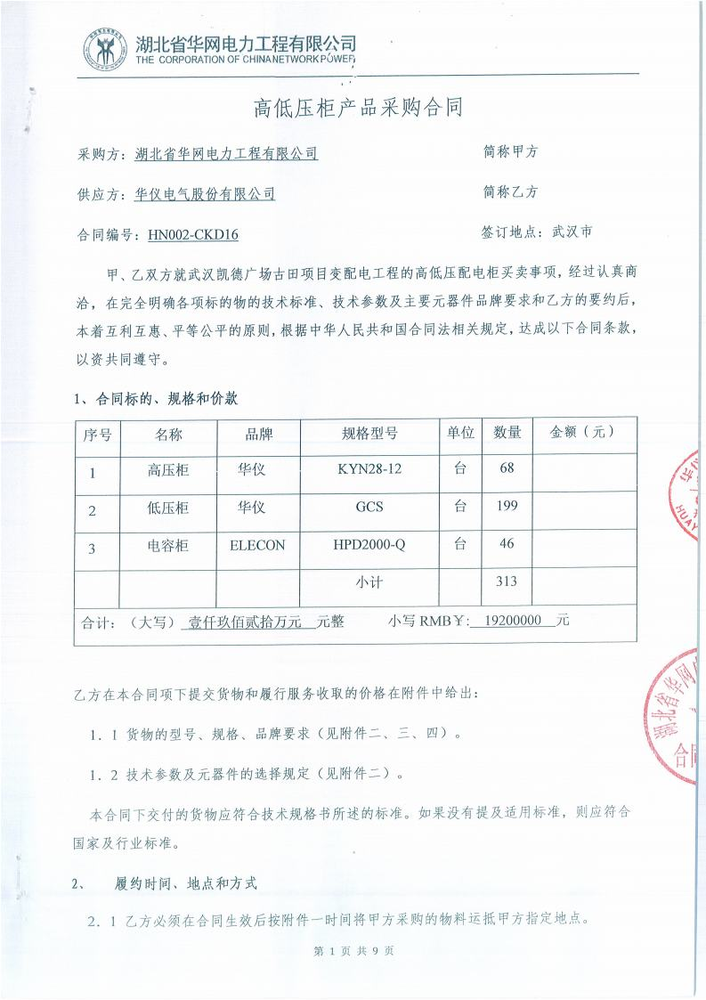 湖北省华网电力工程有限公司
THE CORPORATION OF CHINANETWORKPOWER
高低压柜产品采购合同
采购方：湖北省华网电力工程有限公司 简称甲方
供应方：华仪电气股份有限公司 简称乙方
合同编号：HN002-CKD16 签订地点：武汉市
甲、乙双方就武汉凯德广场古田项目变配电工程的高低压配电柜买卖事项，经过认真商
洽，在完全明确各项标的物的技术标准、技术参数及主要元器件品牌要求和乙方的要约后，
本着互利互惠、平等公平的原则，根据中华人民共和国合同法相关规定，达成以下合同条款，
以资共同遵守。
1、合同标的、规格和价款
序号 名称 品牌 规格型号 单位 数量 金额（元）
1 高压柜 华仪 KYN28-12 台 68
2 低压柜 华仪 GCS 台 199
3 电容柜 ELECON HPD2000-Q 台 46
小计 313
合计：（大写） 壹仟玖佰贰拾万元 元整 小写 RMB￥: 19200000 元
乙方在本合同项下提交货物和履行服务收取的价格在附件中给出：
1．1 货物的型号、规格、品牌要求（见附件二、三、四）。
1．2 技术参数及元器件的选择规定（见附件二）。
本合同下交付的货物应符合技术规格书所述的标准。如果没有提及适用标准，则应符合
国家及行业标准。
2、 履约时间、地点和方式
2．1 乙方必须在合同生效后按附件一时间将甲方采购的物料运抵甲方指定地点。
第 1 页 共 9 页
华仪
HUAY
湖北省华网
合同